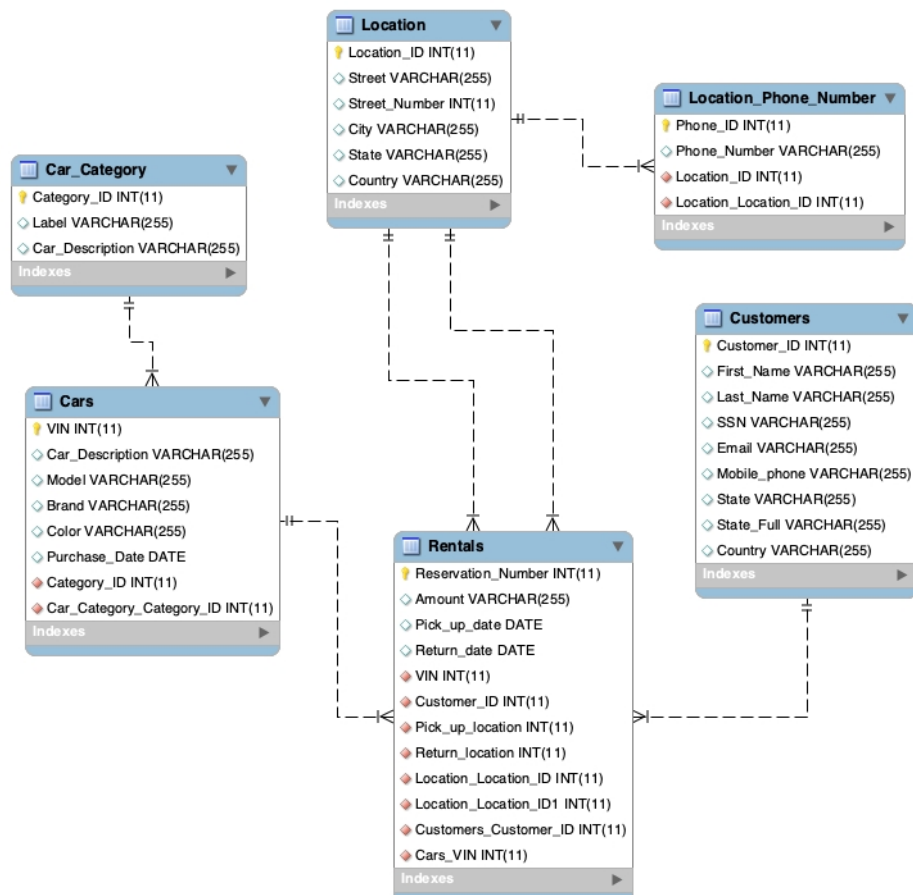 Location
Location_ID INT(11)
Street VARCHAR(255)
Street_Number INT(11)
City VARCHAR(255)
State VARCHAR(255)
Country VARCHAR(255)
Indexes
Location_Phone_Number
Phone_ID INT(11)
Phone_Number VARCHAR(255)
Location_ID INT(11)
Location_Location_ID INT(11)
Indexes
Car_Category
Category_ID INT(11)
Label VARCHAR(255)
Car_Description VARCHAR(255)
Indexes
Customers
Customer_ID INT(11)
First_Name VARCHAR(255)
Last_Name VARCHAR(255)
SSN VARCHAR(255)
Email VARCHAR(255)
Mobile_phone VARCHAR(255)
State VARCHAR(255)
State_Full VARCHAR(255)
Country VARCHAR(255)
Indexes
Cars
VIN INT(11)
Car_Description VARCHAR(255)
Model VARCHAR(255)
Brand VARCHAR(255)
Color VARCHAR(255)
Purchase_Date DATE
Category_ID INT(11)
Car_Category_Category_ID INT(11)
Indexes
Rentals
Reservation_Number INT(11)
Amount VARCHAR(255)
Pick_up_date DATE
Return_date DATE
VIN INT(11)
Customer_ID INT(11)
Pick_up_location INT(11)
Return_location INT(11)
Location_Location_ID INT(11)
Location_Location_ID1 INT(11)
Customers_Customer_ID INT(11)
Cars_VIN INT(11)
Indexes